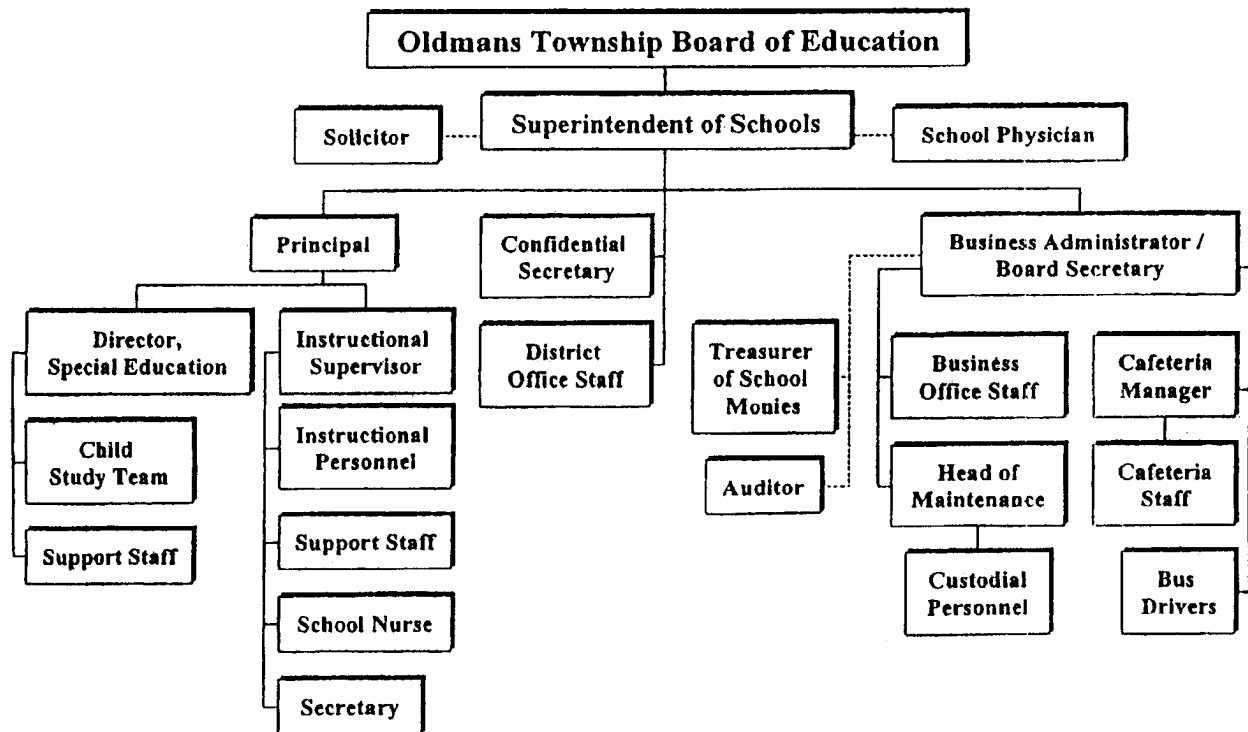 Oldmans Township Board of Education
Superintendent of Schools
Solicitor
School Physician
Principal
Confidential
Secretary
Business Administrator /
Board Secretary
Director,
Special Education
Instructional
Supervisor
District
Office Staff
Treasurer
of School
Monies
Business
Office Staff
Cafeteria
Manager
Child
Study Team
Instructional
Personnel
Auditor
Head of
Maintenance
Cafeteria
Staff
Support Staff
Support Staff
Custodial
Personnel
Bus
Drivers
School Nurse
Secretary